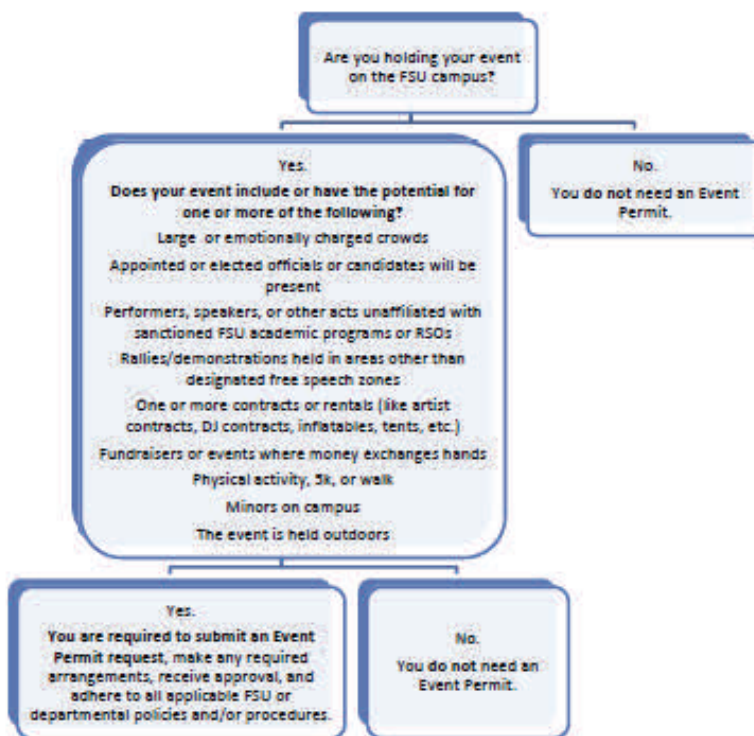 Are you holding your event
on the FSU campus?
Yes.
Does your event include or have the potential for
one or more of the following?
Large or emotionally charged crowds
Appointed or elected officials or candidates will be
present
Performers, speakers, or other acts unaffiliated with
sanctioned FSU academic programs or RSOs
Rallies/demonstrations held in areas other than
designated free speech zones
One or more contracts or rentals (like artist
contracts, DJ contracts, inflatables, tents, etc.)
Fundraisers or events where money exchanges hands
Physical activity, 5k, or walk
Minors on campus
The event is held outdoors
No.
You do not need an Event
Permit.
Yes.
You are required to submit an Event
Permit request, make any required
arrangements, receive approval, and
adhere to all applicable FSU or
departmental policies and/or procedures.
No.
You do not need an
Event Permit.